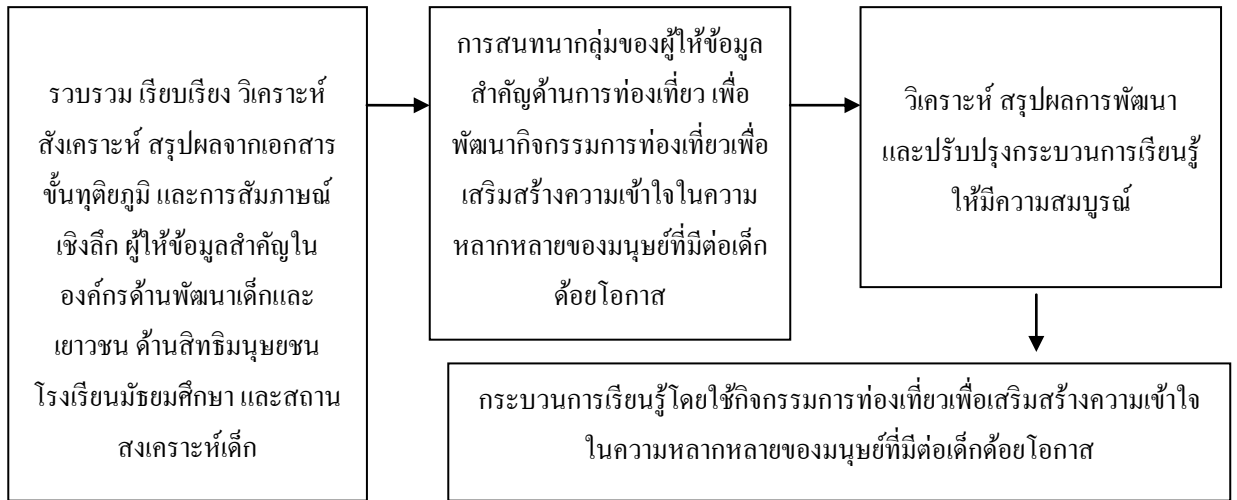 รวบรวม เรียบเรียง วิเคราะห์
สังเคราะห์ สรุปผลจากเอกสาร
ขั้นทุติยภูมิ และการสัมภาษณ์
เชิงลึก ผู้ให้ข้อมูลสำคัญใน
องค์กรด้านพัฒนาเด็กและ
เยาวชน ด้านสิทธิมนุษยชน
โรงเรียนมัธยมศึกษา และสถาน
สงเคราะห์เด็ก
การสนทนากลุ่มของผู้ให้ข้อมูล
สำคัญด้านการท่องเที่ยว เพื่อ
พัฒนากิจกรรมการท่องเที่ยวเพื่อ
เสริมสร้างความเข้าใจในความ
หลากหลายของมนุษย์ที่มีต่อเด็ก
ด้อยโอกาส
วิเคราะห์ สรุปผลการพัฒนา
และปรับปรุงกระบวนการเรียนรู้
ให้มีความสมบูรณ์
กระบวนการเรียนรู้โดยใช้กิจกรรมการท่องเที่ยวเพื่อเสริมสร้างความเข้าใจ
ในความหลากหลายของมนุษย์ที่มีต่อเด็กด้อยโอกาส